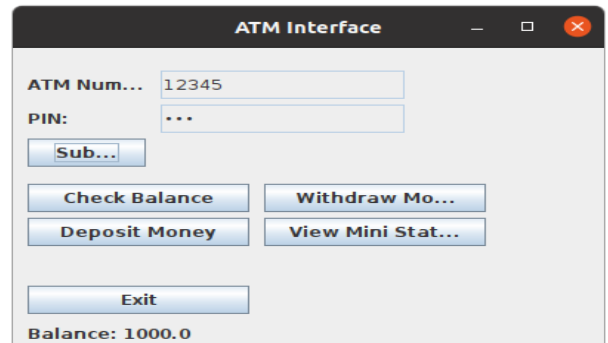 ATM Interface
ATM Num... 12345
PIN: •••
Sub...
Check Balance Withdraw Mo...
Deposit Money View Mini Stat...
Exit
Balance: 1000.0